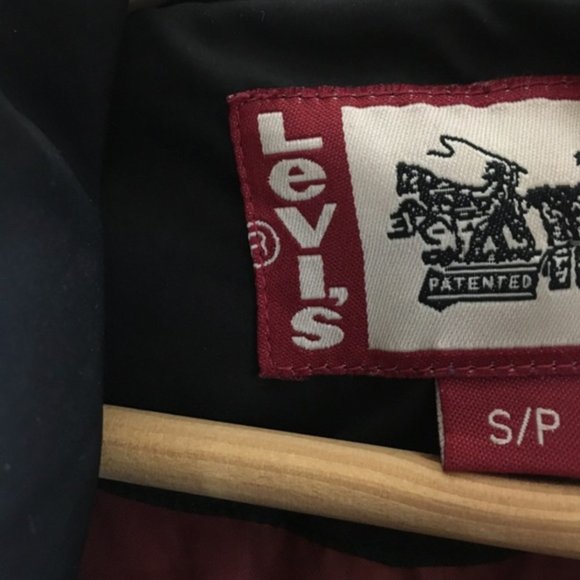 LeVI'S
®
PATENTED
S/P